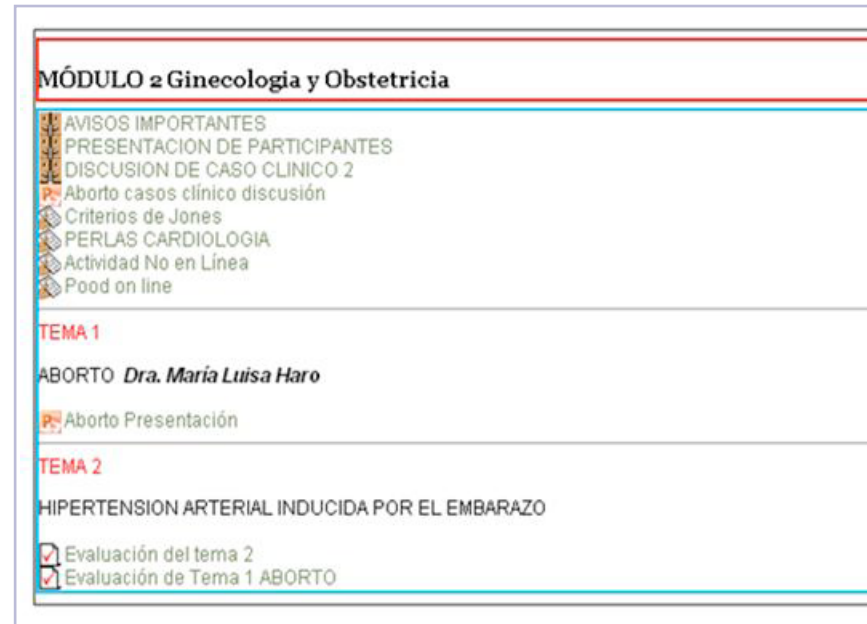 MÓDULO 2 Ginecologia y Obstetricia
AVISOS IMPORTANTES
PRESENTACION DE PARTICIPANTES
DISCUSION DE CASO CLINICO 2
Aborto casos clínico discusión
Criterios de Jones
PERLAS CARDIOLOGIA
Actividad No en Línea
Pood on line
TEMA 1
ABORTO Dra. María Luisa Haro
Aborto Presentación
TEMA 2
HIPERTENSION ARTERIAL INDUCIDA POR EL EMBARAZO
Evaluación del tema 2
Evaluación de Tema 1 ABORTO